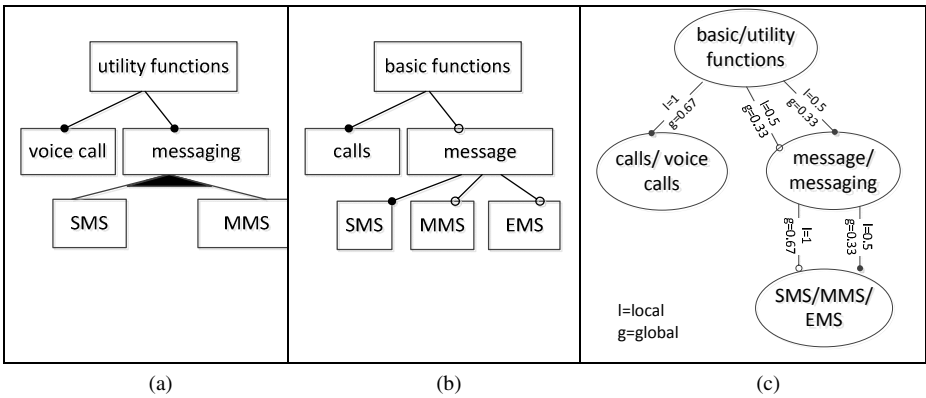 utility functions
voice call
messaging
SMS
MMS
basic functions
calls
message
SMS
MMS
EMS
basic/utility
functions
l=1
g=0.67
l=0.5
g=0.33
l=0.5
g=0.33
calls/ voice
calls
message/
messaging
l=1
g=0.67
l=0.5
g=0.33
SMS/MMS/
EMS
l=local
g=global
(a)
(b)
(c)